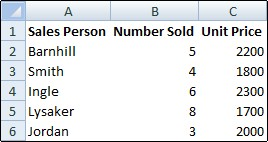 A B C
1 Sales Person Number Sold Unit Price
2 Barnhill 5 2200
3 Smith 4 1800
4 Ingle 6 2300
5 Lysaker 8 1700
6 Jordan 3 2000